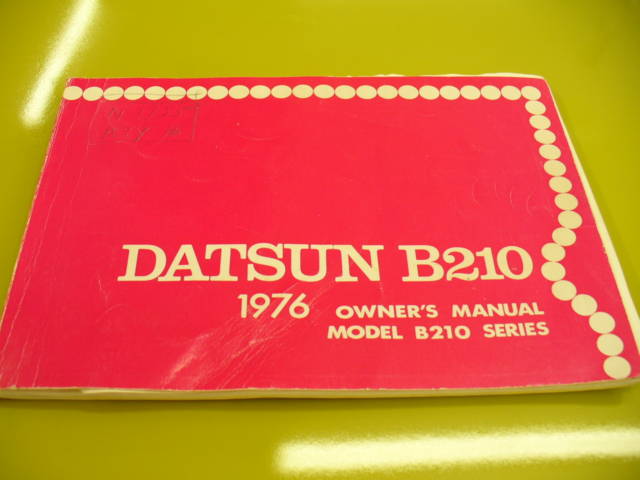 DATSUN B210
1976 OWNER'S MANUAL
MODEL B210 SERIES